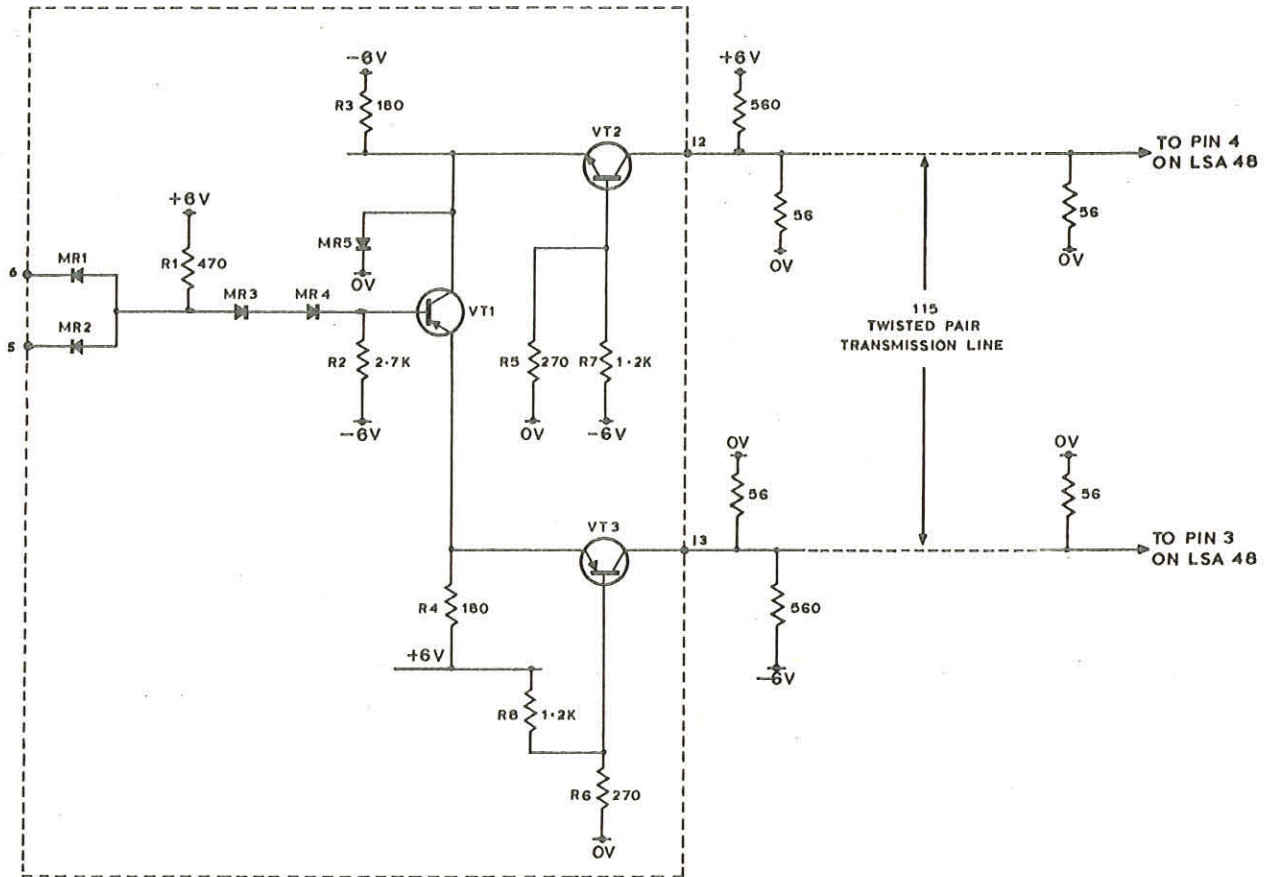 -6V
R3 180
VT2
12
+6V
560
TO PIN 4
ON LSA 48
56
0V
56
0V
+6V
R1 470
MR5
0V
6
MR1
MR3
MR4
VT1
5
MR2
R2 2·7K
-6V
R5 270
R7 1·2K
0V
-6V
115
TWISTED PAIR
TRANSMISSION LINE
0V
56
0V
56
VT3
13
TO PIN 3
ON LSA 48
R4 180
560
-6V
+6V
R8 1·2K
R6 270
0V